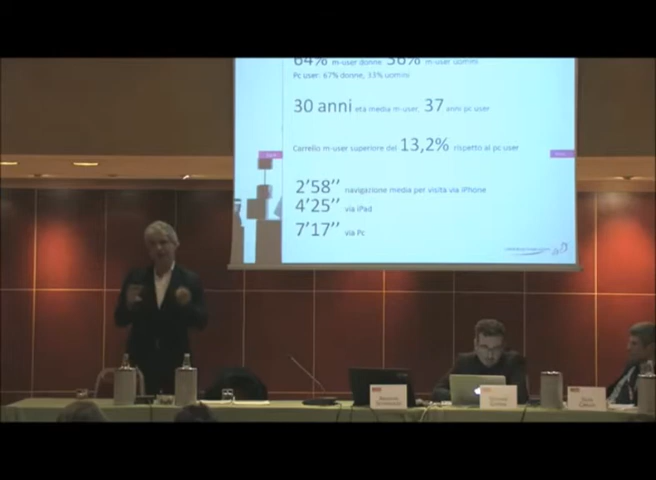 64% m-user donne 36% m-user uomini
Pc user: 67% donne, 33% uomini
30 anni età media m-user, 37 anni pc user
Carrello m-user superiore del 13,2% rispetto al pc user
2’58’’ navigazione media per visita via iPhone
4’25’’ via iPad
7’17’’ via Pc